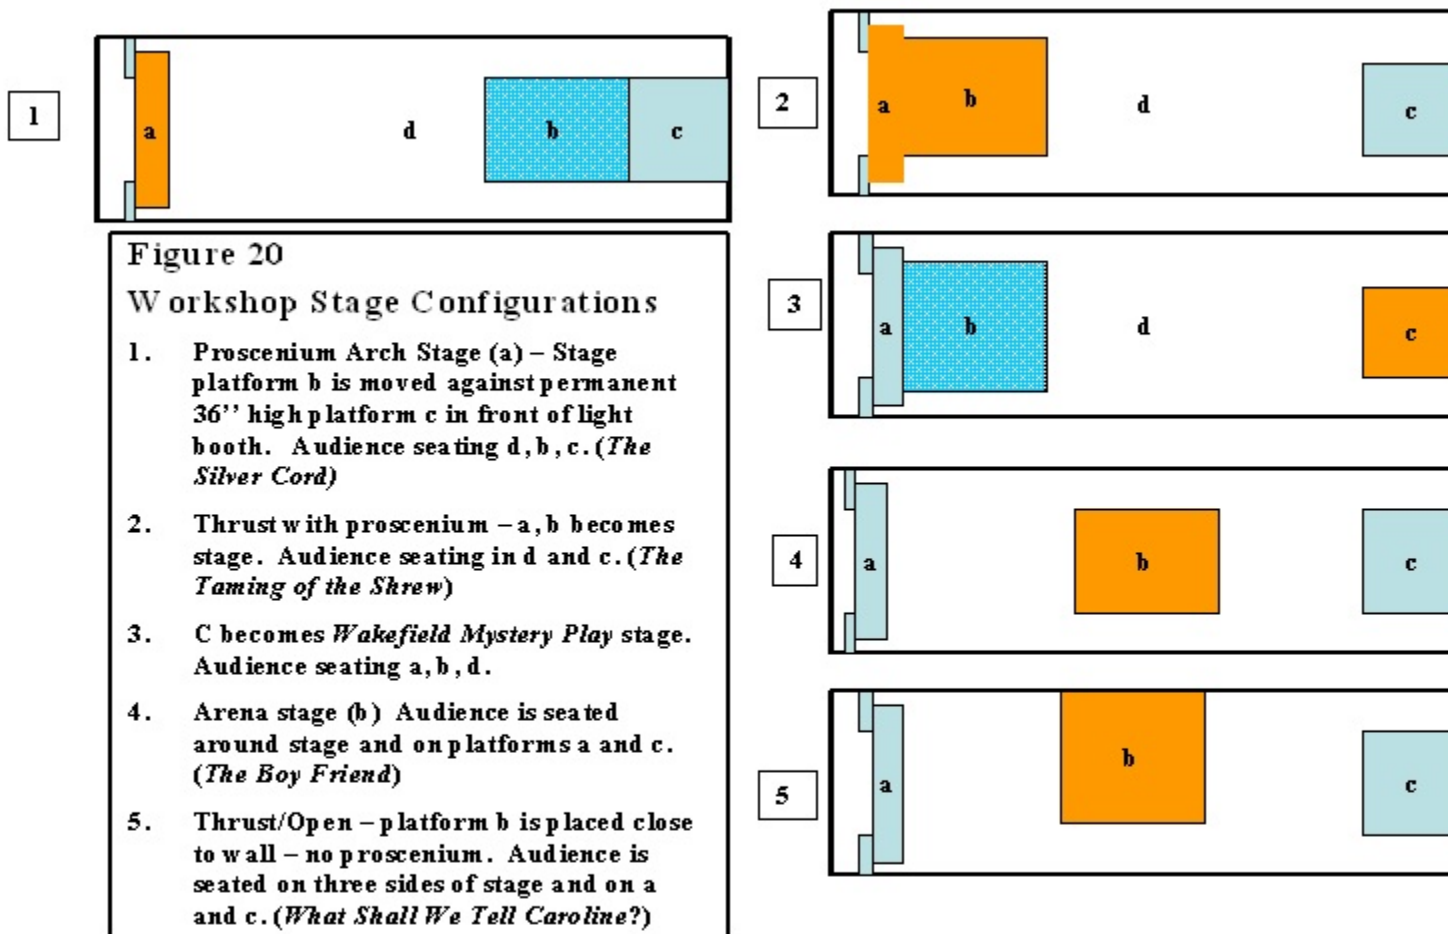 1
a
d
b
c
2
a
b
d
c
Figure 20
Workshop Stage Configurations
1. Proscenium Arch Stage (a) – Stage
platform b is moved against permanent
36’’ high platform c in front of light
booth. Audience seating d, b, c. (The
Silver Cord)
2. Thrust with proscenium – a, b becomes
stage. Audience seating in d and c. (The
Taming of the Shrew)
3. C becomes Wakefield Mystery Play stage.
Audience seating a, b, d.
4. Arena stage (b) Audience is seated
around stage and on platforms a and c.
(The Boy Friend)
5. Thrust/Open – platform b is placed close
to wall – no proscenium. Audience is
seated on three sides of stage and on a
and c. (What Shall We Tell Caroline?)
3
a
b
d
c
4
a
b
c
5
a
b
c